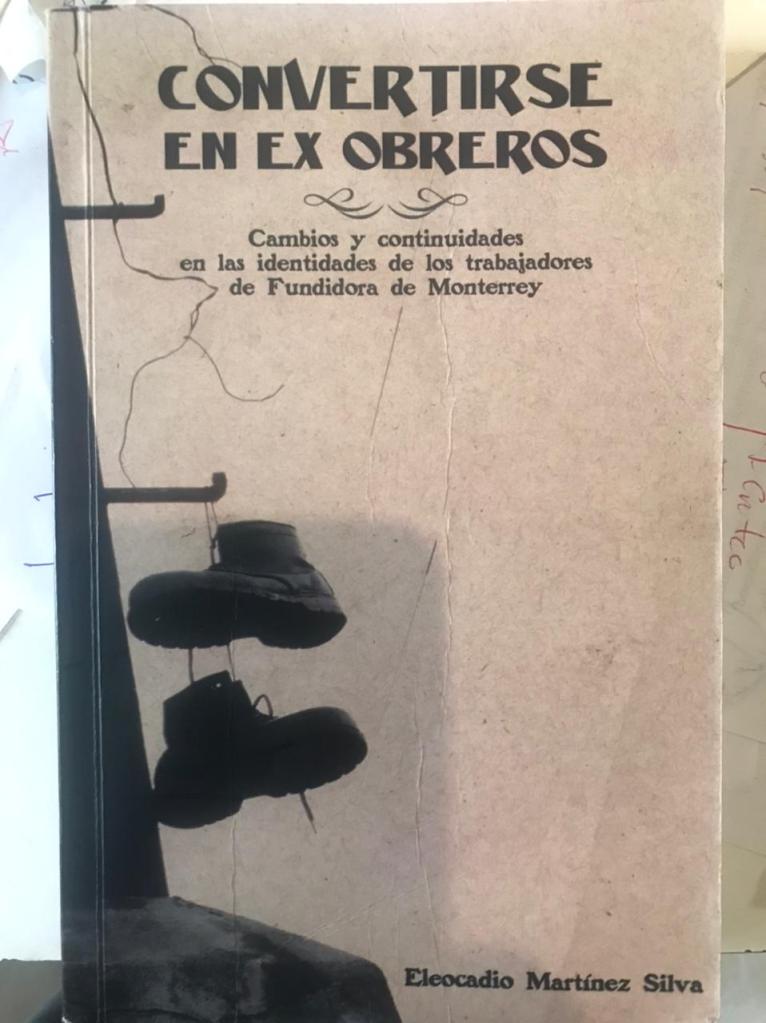 CONVERTIRSE
EN EX OBREROS
Cambios y continuidades
en las identidades de los trabajadores
de Fundidora de Monterrey
Eleocadio Martínez Silva